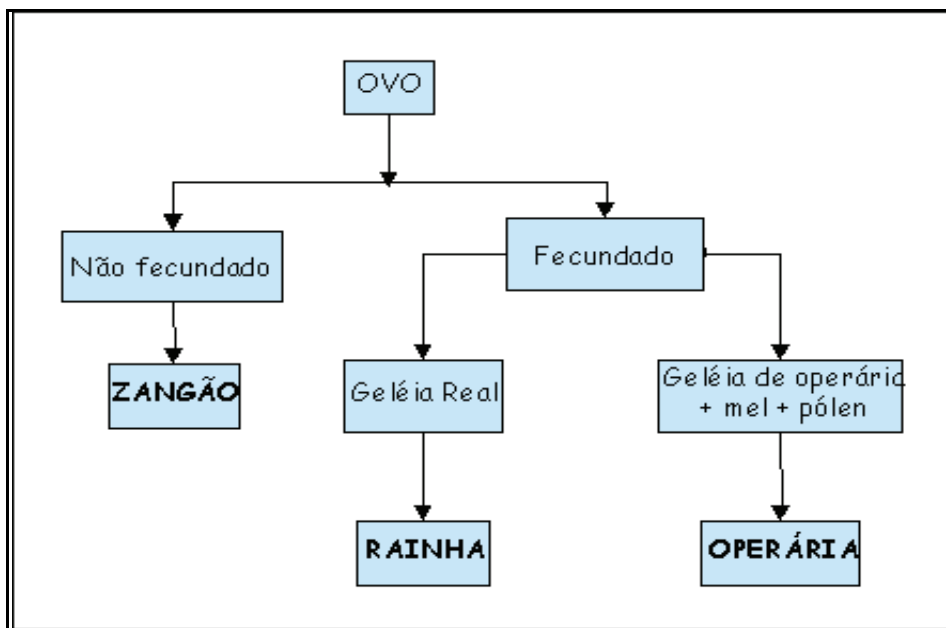 OVO
Não fecundado
Fecundado
ZANGÃO
Geléia Real
Geléia de operária
+ mel + pólen
RAINHA
OPERÁRIA